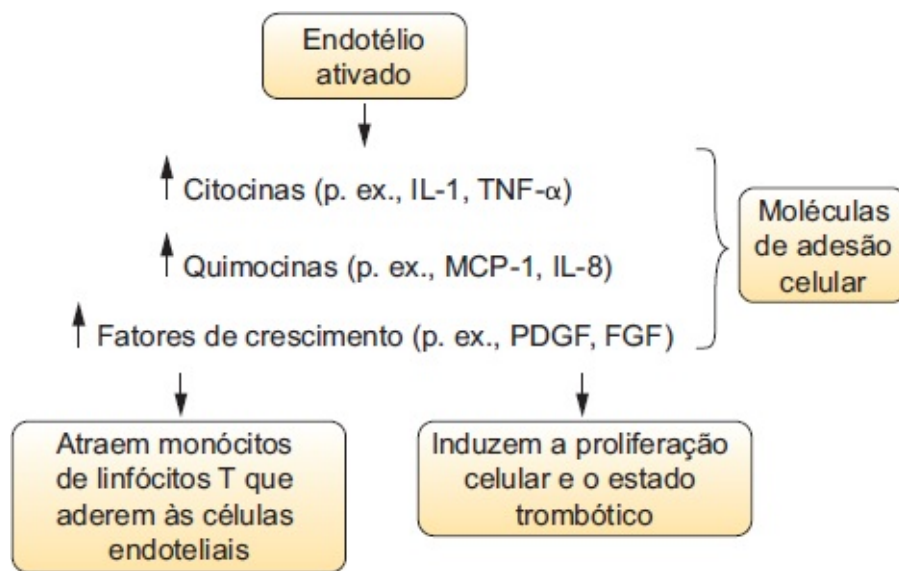 Endotélio
ativado
Citocinas (p. ex., IL-1, TNF-α)
Quimocinas (p. ex., MCP-1, IL-8)
Fatores de crescimento (p. ex., PDGF, FGF)
Moléculas
de adesão
celular
Atraem monócitos
de linfócitos T que
aderem às células
endoteliais
Induzem a proliferação
celular e o estado
trombótico